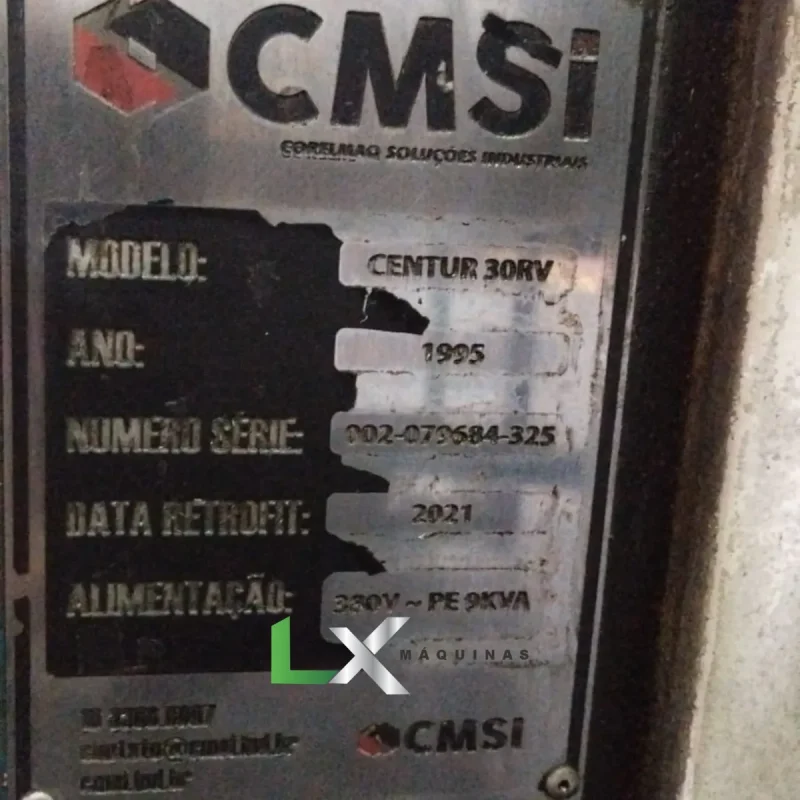 CMSI
CORELMAQ SOLUÇÕES INDUSTRIAIS
MODELO: CENTUR 30RV
ANO: 1995
NUMERO SÉRIE: 002-079684-325
DATA RETROFIT: 2021
ALIMENTAÇÃO: 380V ~ PE 9KVA
LX MÁQUINAS
CMSI